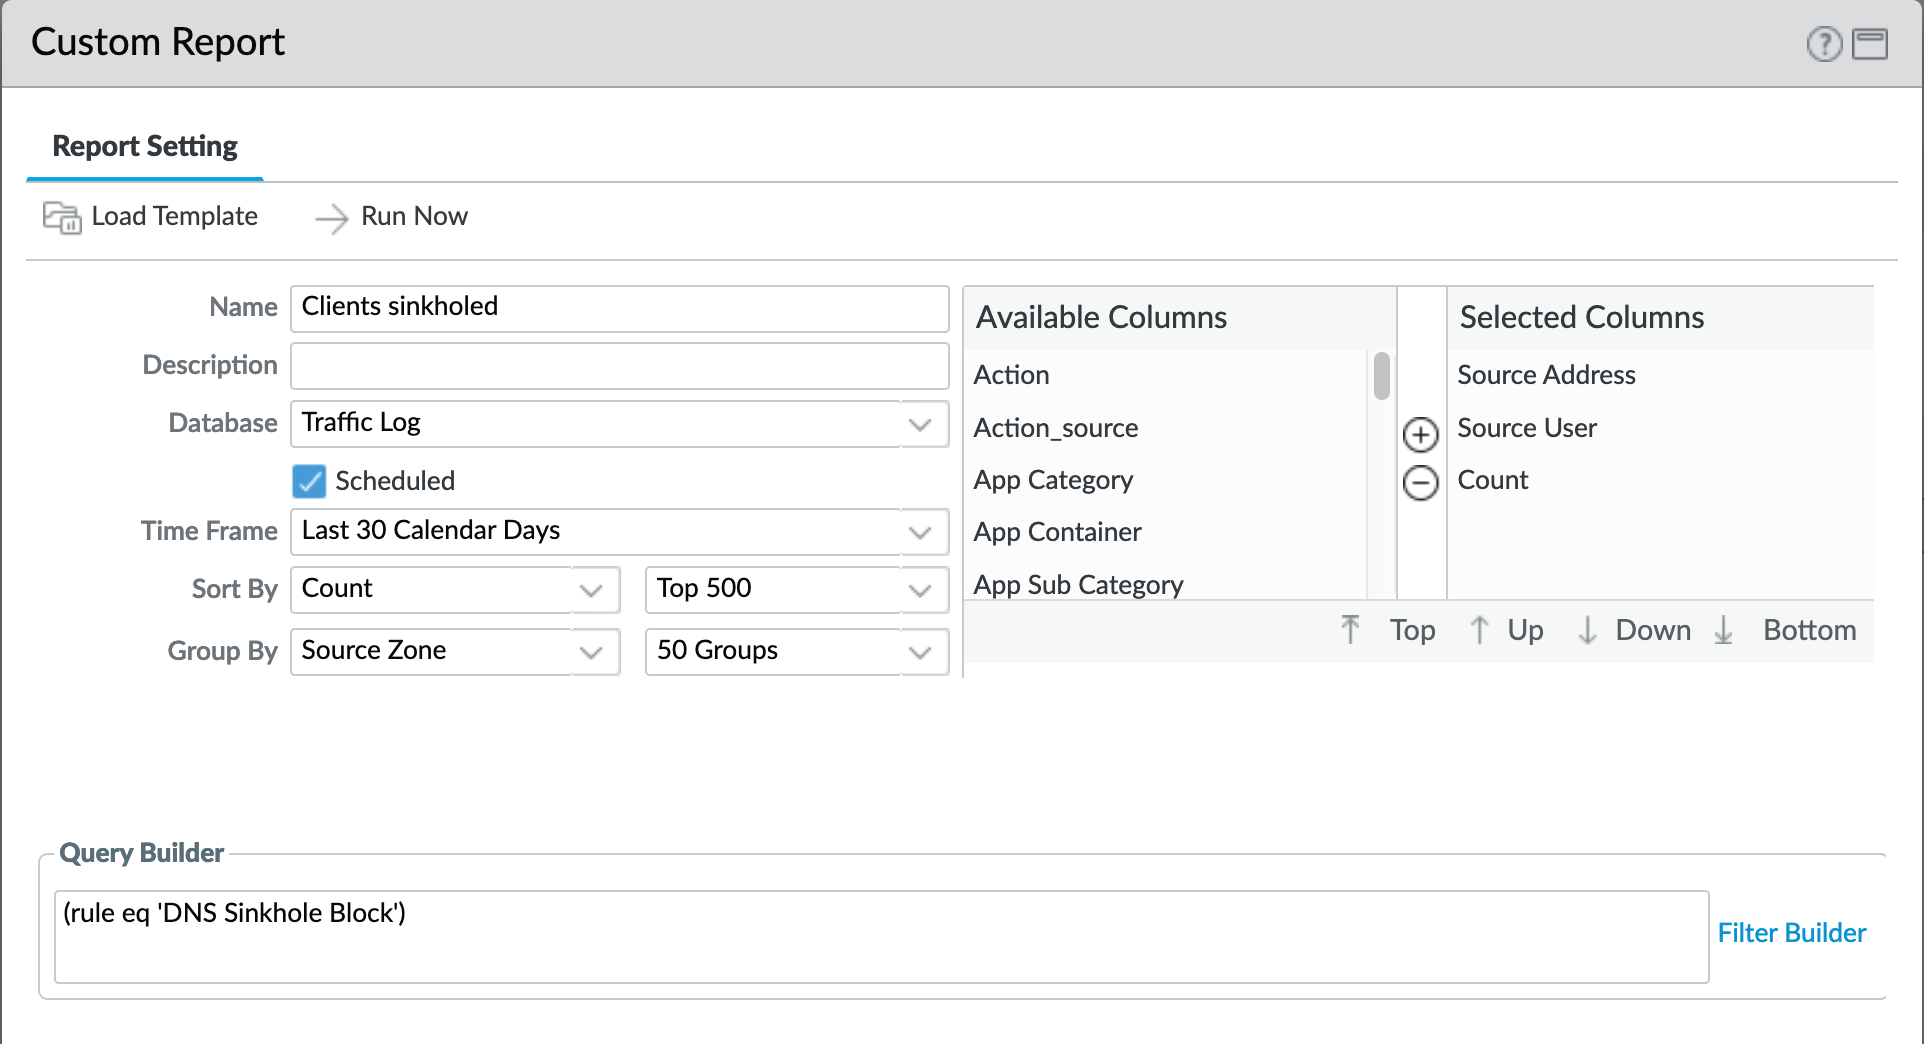 Custom Report
Report Setting
Load Template
Run Now
Name
Clients sinkholed
Description
Database
Traffic Log
Scheduled
Time Frame
Last 30 Calendar Days
Sort By
Count
Top 500
Group By
Source Zone
50 Groups
Available Columns
Action
Action_source
App Category
App Container
App Sub Category
Selected Columns
Source Address
Source User
Count
Top
Up
Down
Bottom
Query Builder
(rule eq 'DNS Sinkhole Block')
Filter Builder